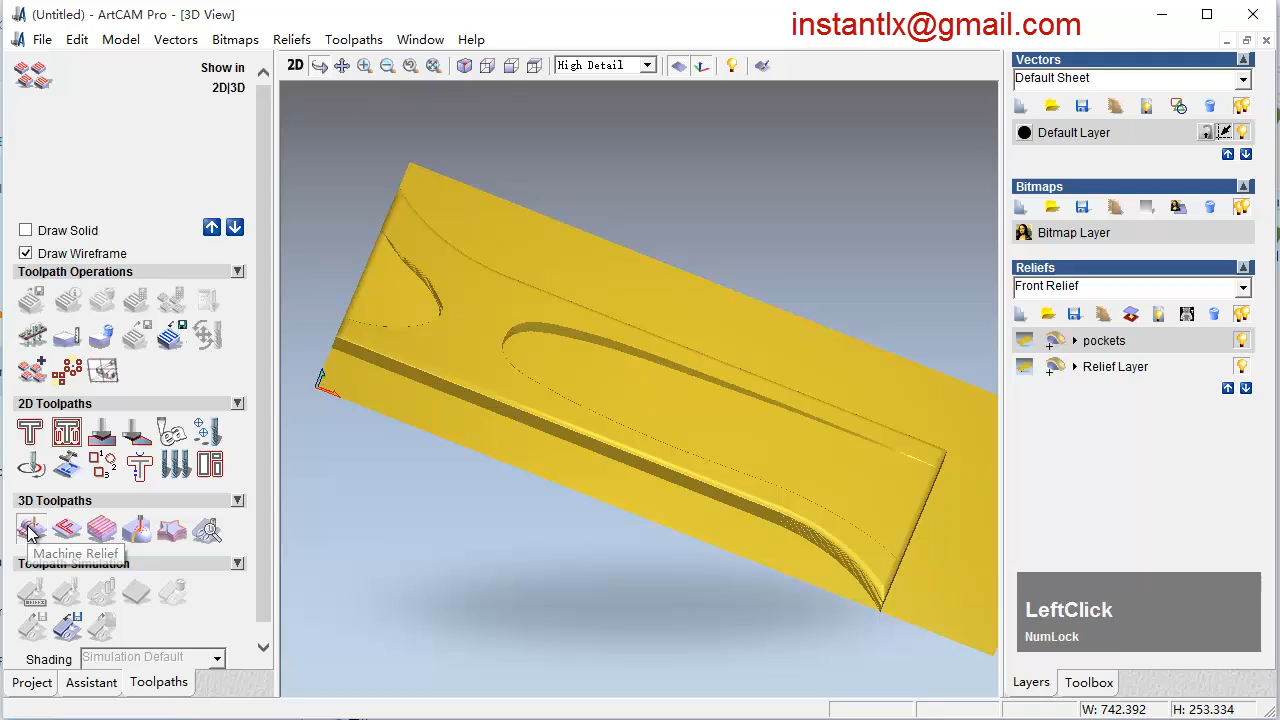 (Untitled) - ArtCAM Pro - [3D View]
instantlx@gmail.com
File Edit Model Vectors Bitmaps Reliefs Toolpaths Window Help
Show in
2D|3D
2D
High Detail
Draw Solid
Draw Wireframe
Toolpath Operations
2D Toolpaths
3D Toolpaths
Machine Relief
Toolpath Simulation
Shading Simulation Default
Project Assistant Toolpaths
Vectors
Default Sheet
Default Layer
Bitmaps
Bitmap Layer
Reliefs
Front Relief
pockets
Relief Layer
LeftClick
NumLock
Layers Toolbox
W: 742.392 H: 253.334